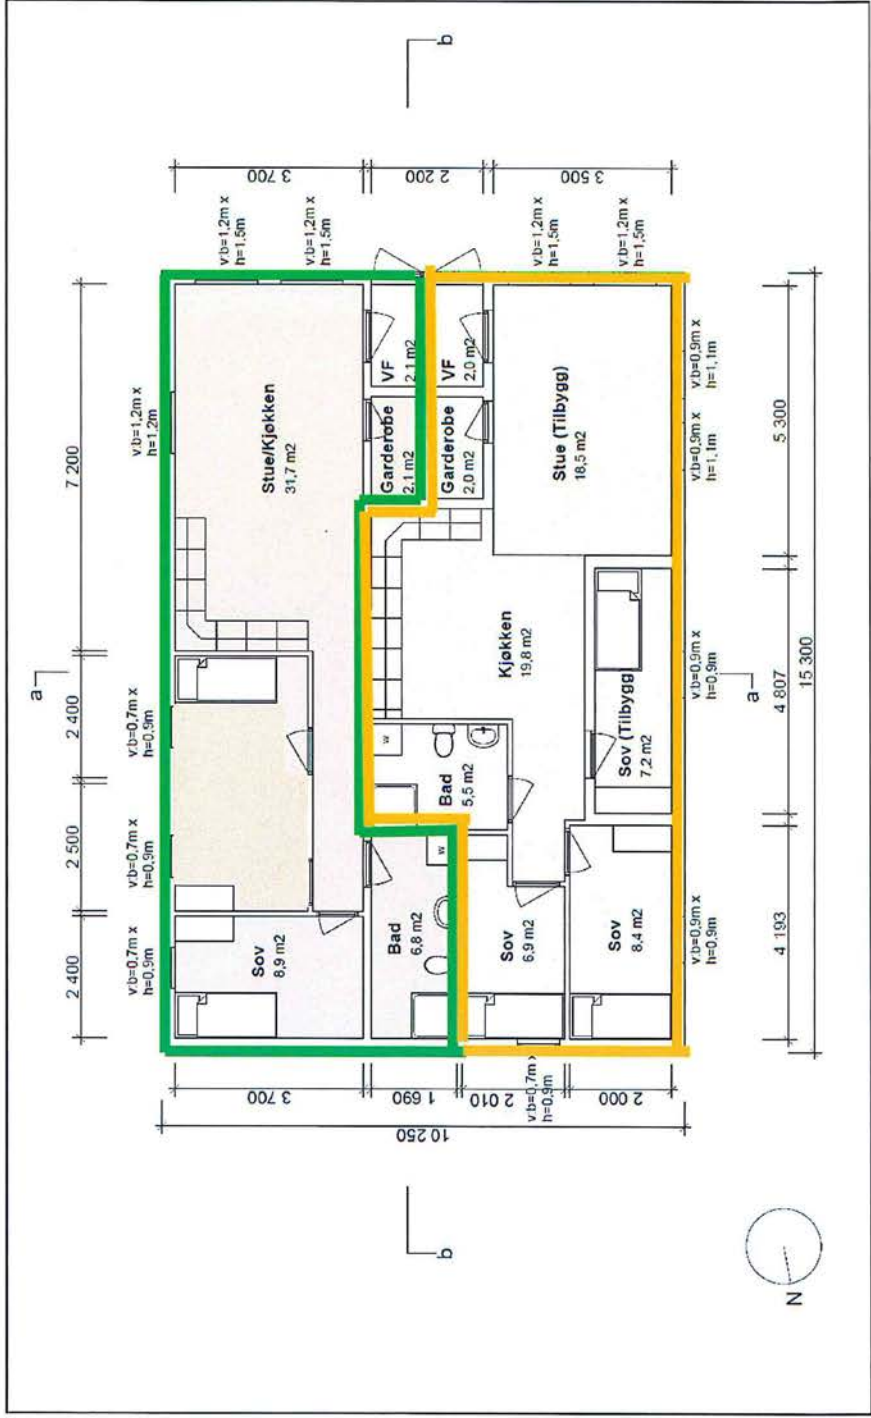 b
v:b=1,2m x
h=1,5m
v:b=1,2m x
h=1,5m
v:b=1,2m x
h=1,5m
v:b=1,2m x
h=1,5m
3 700
2 200
3 500
7 200
v:b=1,2m x
h=1,2m
Stue/Kjøkken
31,7 m2
VF
2,1 m2
Garderobe
2,1 m2
VF
2,0 m2
Garderobe
2,0 m2
Stue (Tilbygg)
18,5 m2
v:b=0,9m x
h=1,1m
v:b=0,9m x
h=1,1m
5 300
15 300
a
2 400
v:b=0,7m x
h=0,9m
Kjøkken
19,8 m2
v:b=0,9m x
h=0,9m
a
4 807
2 500
v:b=0,7m x
h=0,9m
w
Bad
5,5 m2
Sov (Tilbygg)
7,2 m2
2 400
v:b=0,7m x
h=0,9m
Sov
8,9 m2
w
Bad
6,8 m2
Sov
6,9 m2
Sov
8,4 m2
v:b=0,9m x
h=0,9m
4 193
3 700
1 690
2 010
2 000
v:b=0,7m x
h=0,9m
10 250
b
N